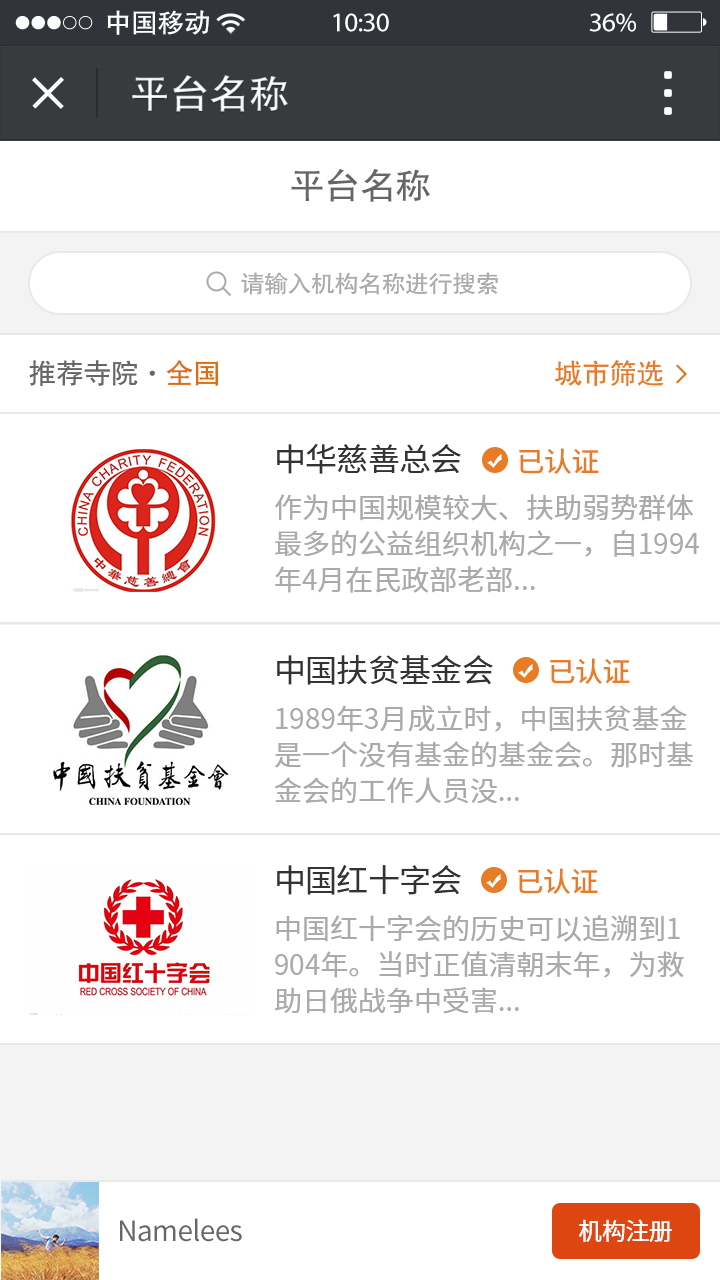 中国移动 10:30 36%
平台名称
平台名称
请输入机构名称进行搜索
推荐寺院·全国 城市筛选
CHINA CHARITY FEDERATION
中華慈善總會
中华慈善总会 已认证
作为中国规模较大、扶助弱势群体
最多的公益组织机构之一，自1994
年4月在民政部老部...
中國扶貧基金會
CHINA FOUNDATION
中国扶贫基金会 已认证
1989年3月成立时，中国扶贫基金
是一个没有基金的基金会。那时基
金会的工作人员没...
中国红十字会
RED CROSS SOCIETY OF CHINA
中国红十字会 已认证
中国红十字会的历史可以追溯到1
904年。当时正值清朝末年，为救
助日俄战争中受害...
Namelees 机构注册